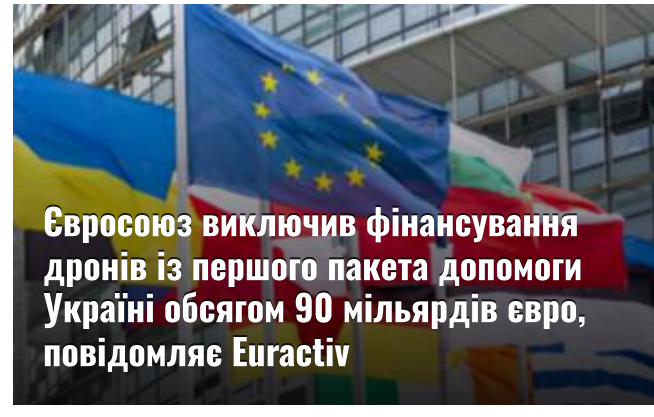 Євросоюз виключив фінансування
дронів із першого пакета допомоги
Україні обсягом 90 мільярдів євро,
повідомляє Euractiv